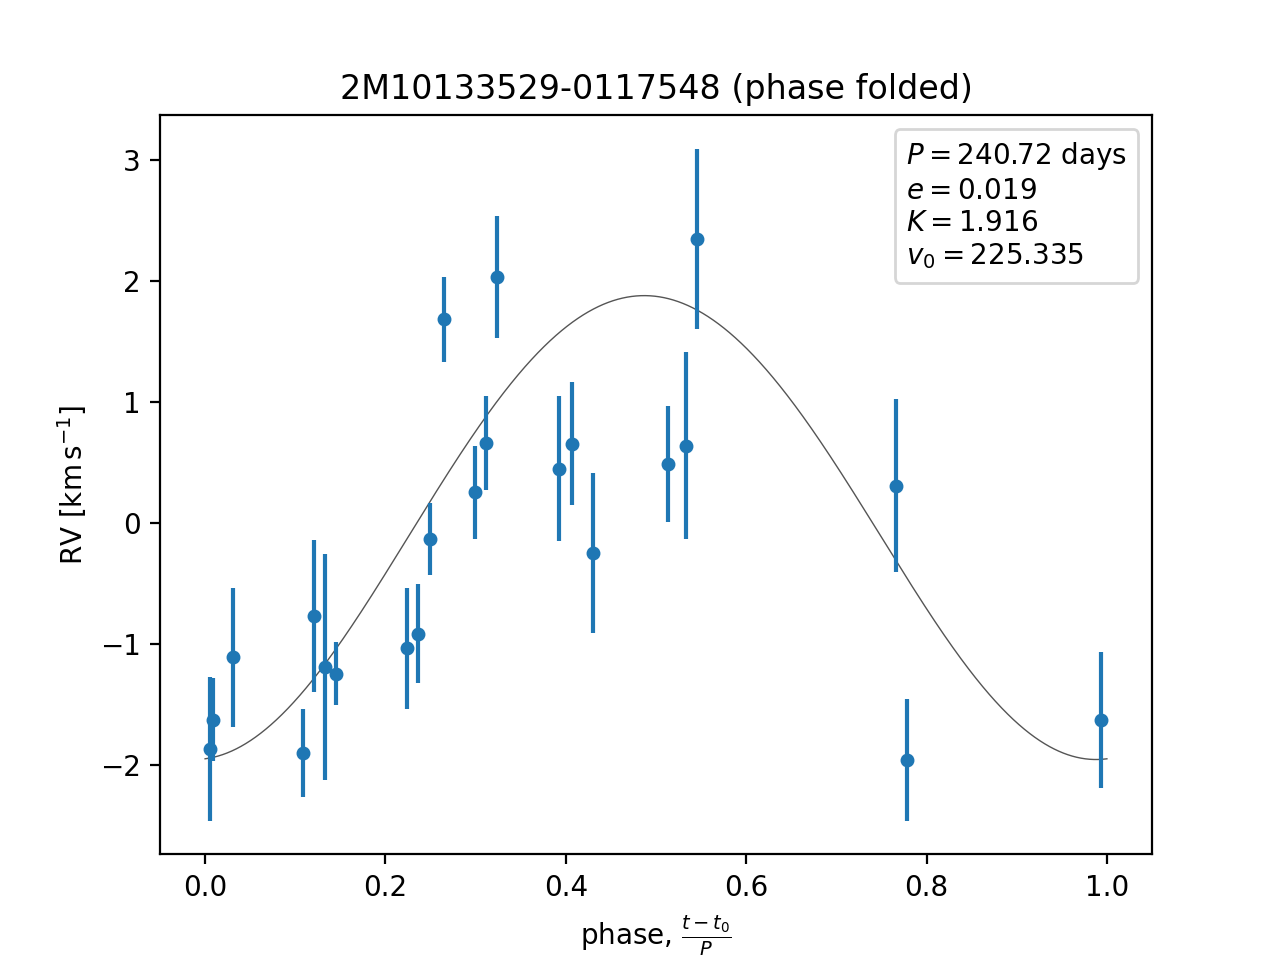 2M10133529-0117548 (phase folded)
P = 240.72 days
e = 0.019
K = 1.916
v₀ = 225.335
3
2
1
0
−1
−2
RV [km s⁻¹]
0.0 0.2 0.4 0.6 0.8 1.0
phase, (t − t₀)/P